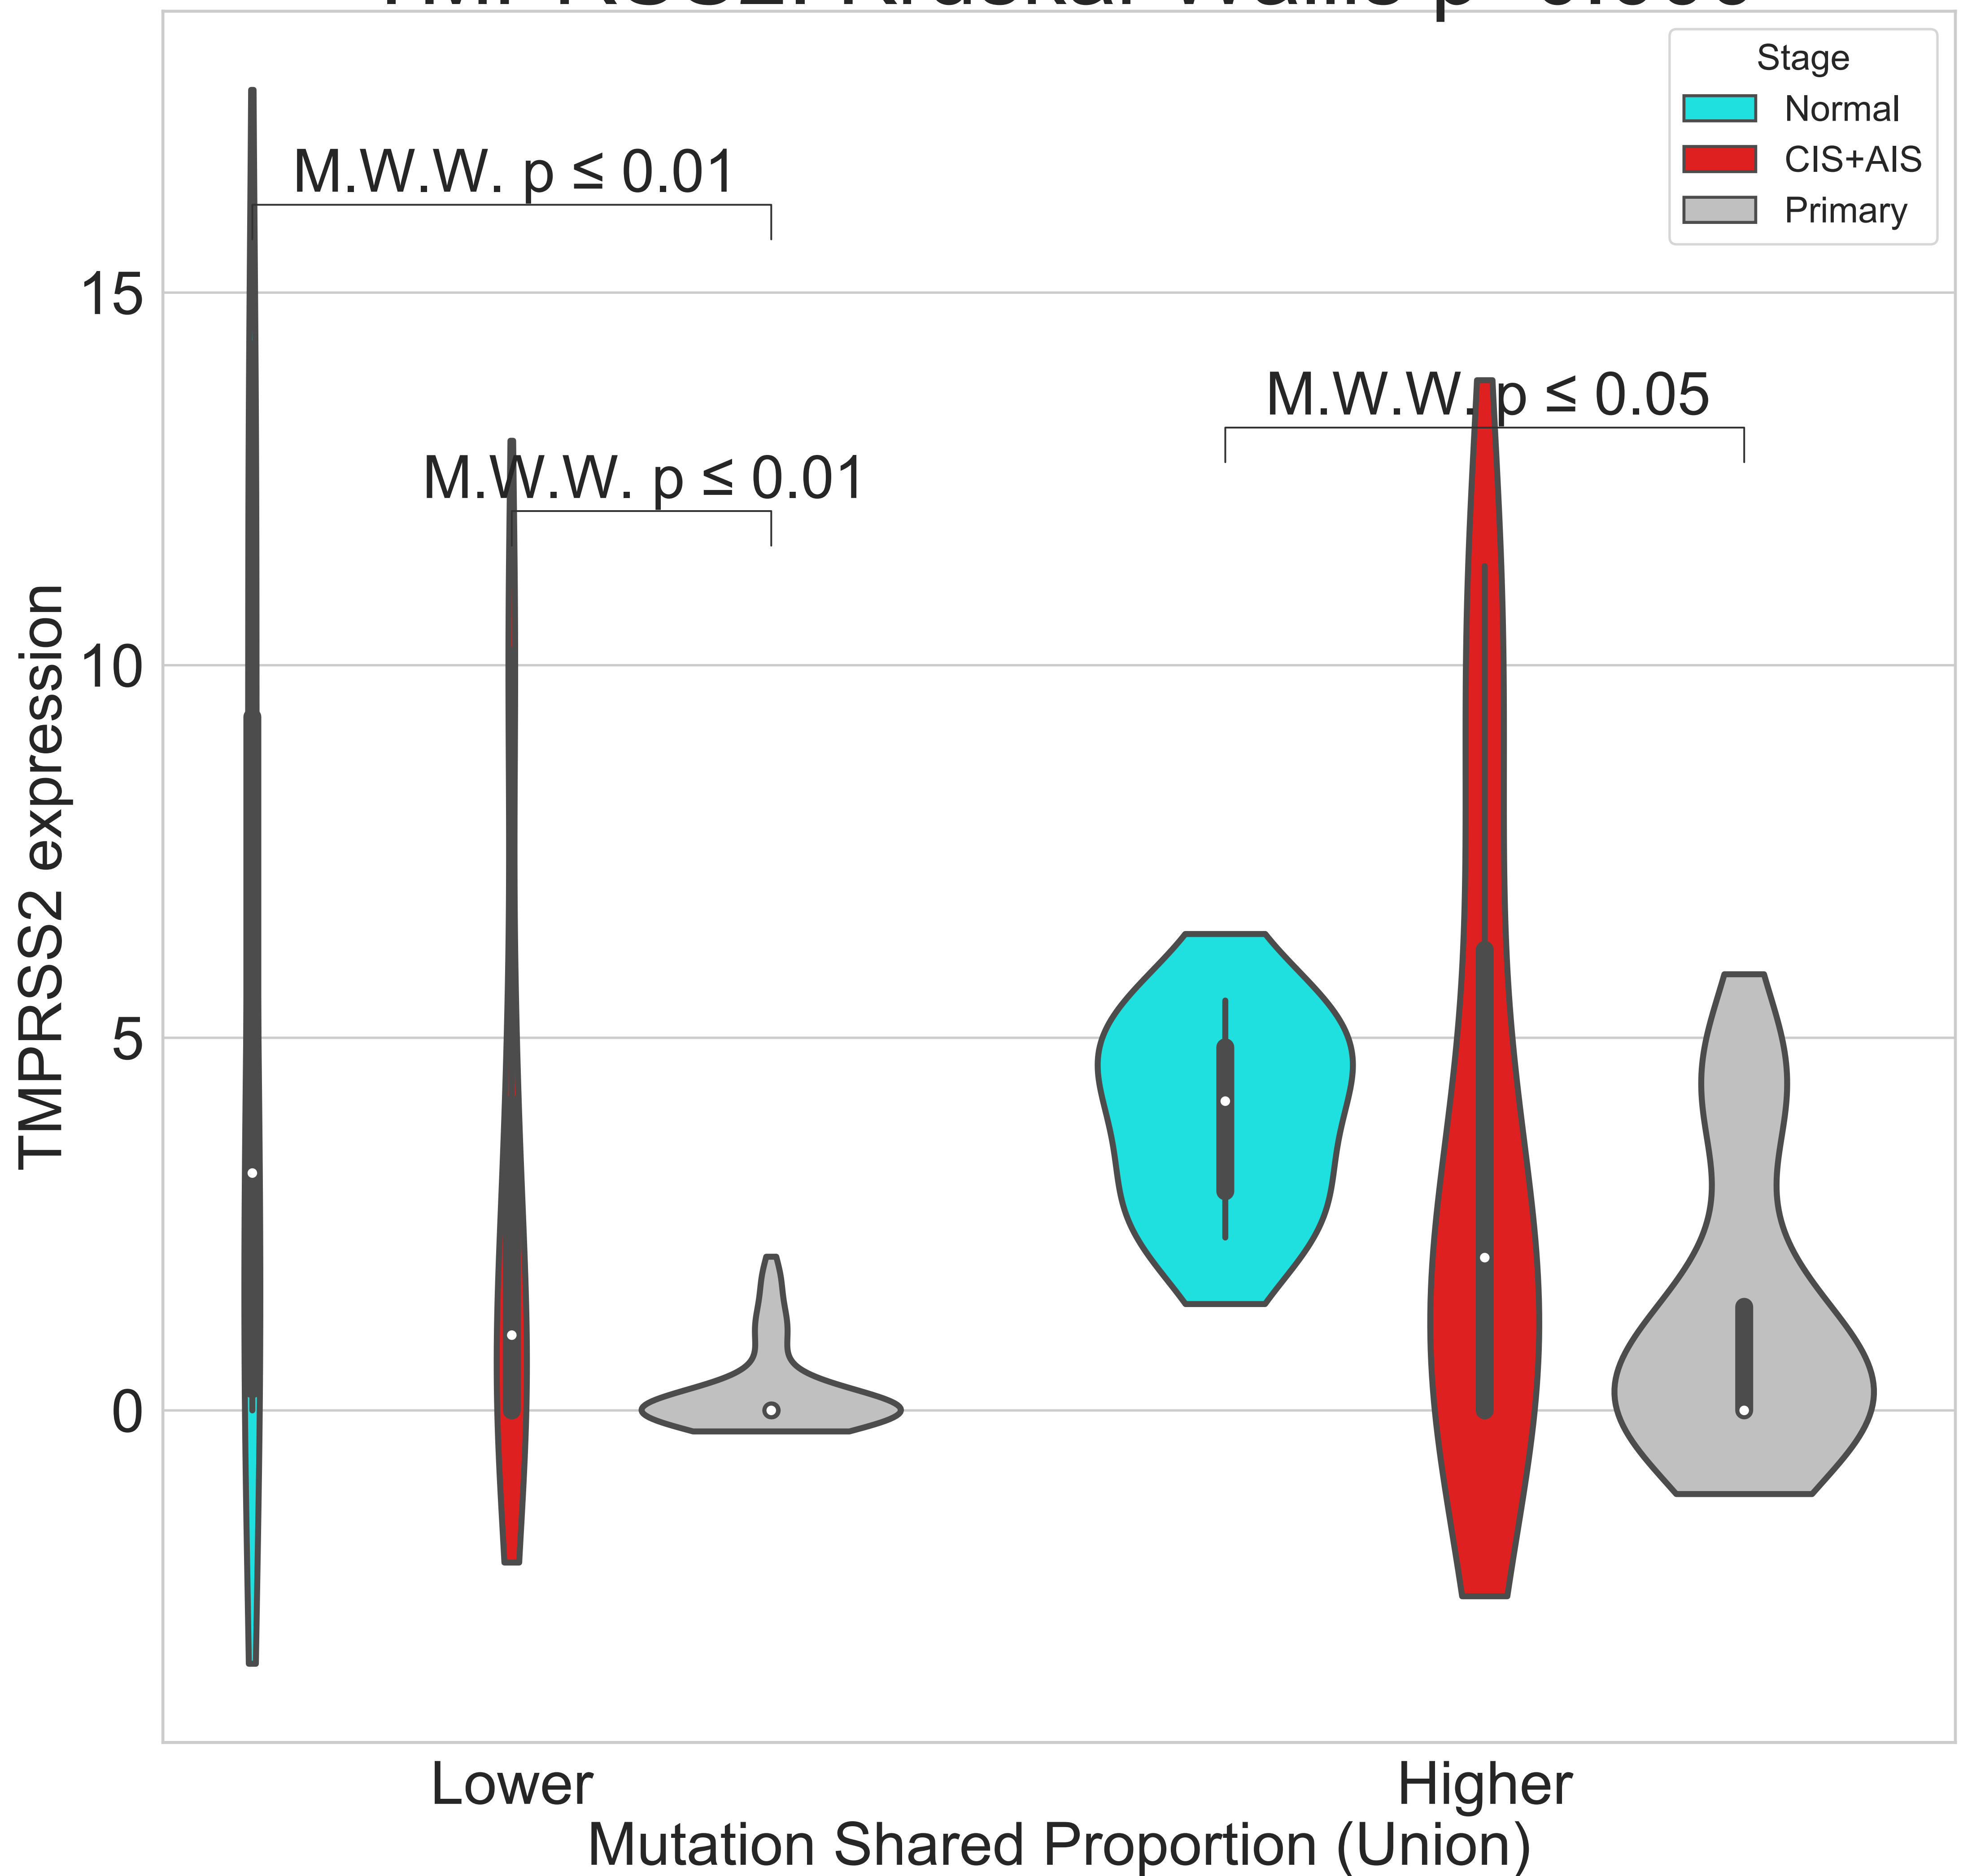 Stage
Normal
CIS+AIS
Primary
M.W.W. p ≤ 0.01
M.W.W. p ≤ 0.05
M.W.W. p ≤ 0.01
15
10
5
0
TMPRSS2 expression
Lower
Higher
Mutation Shared Proportion (Union)